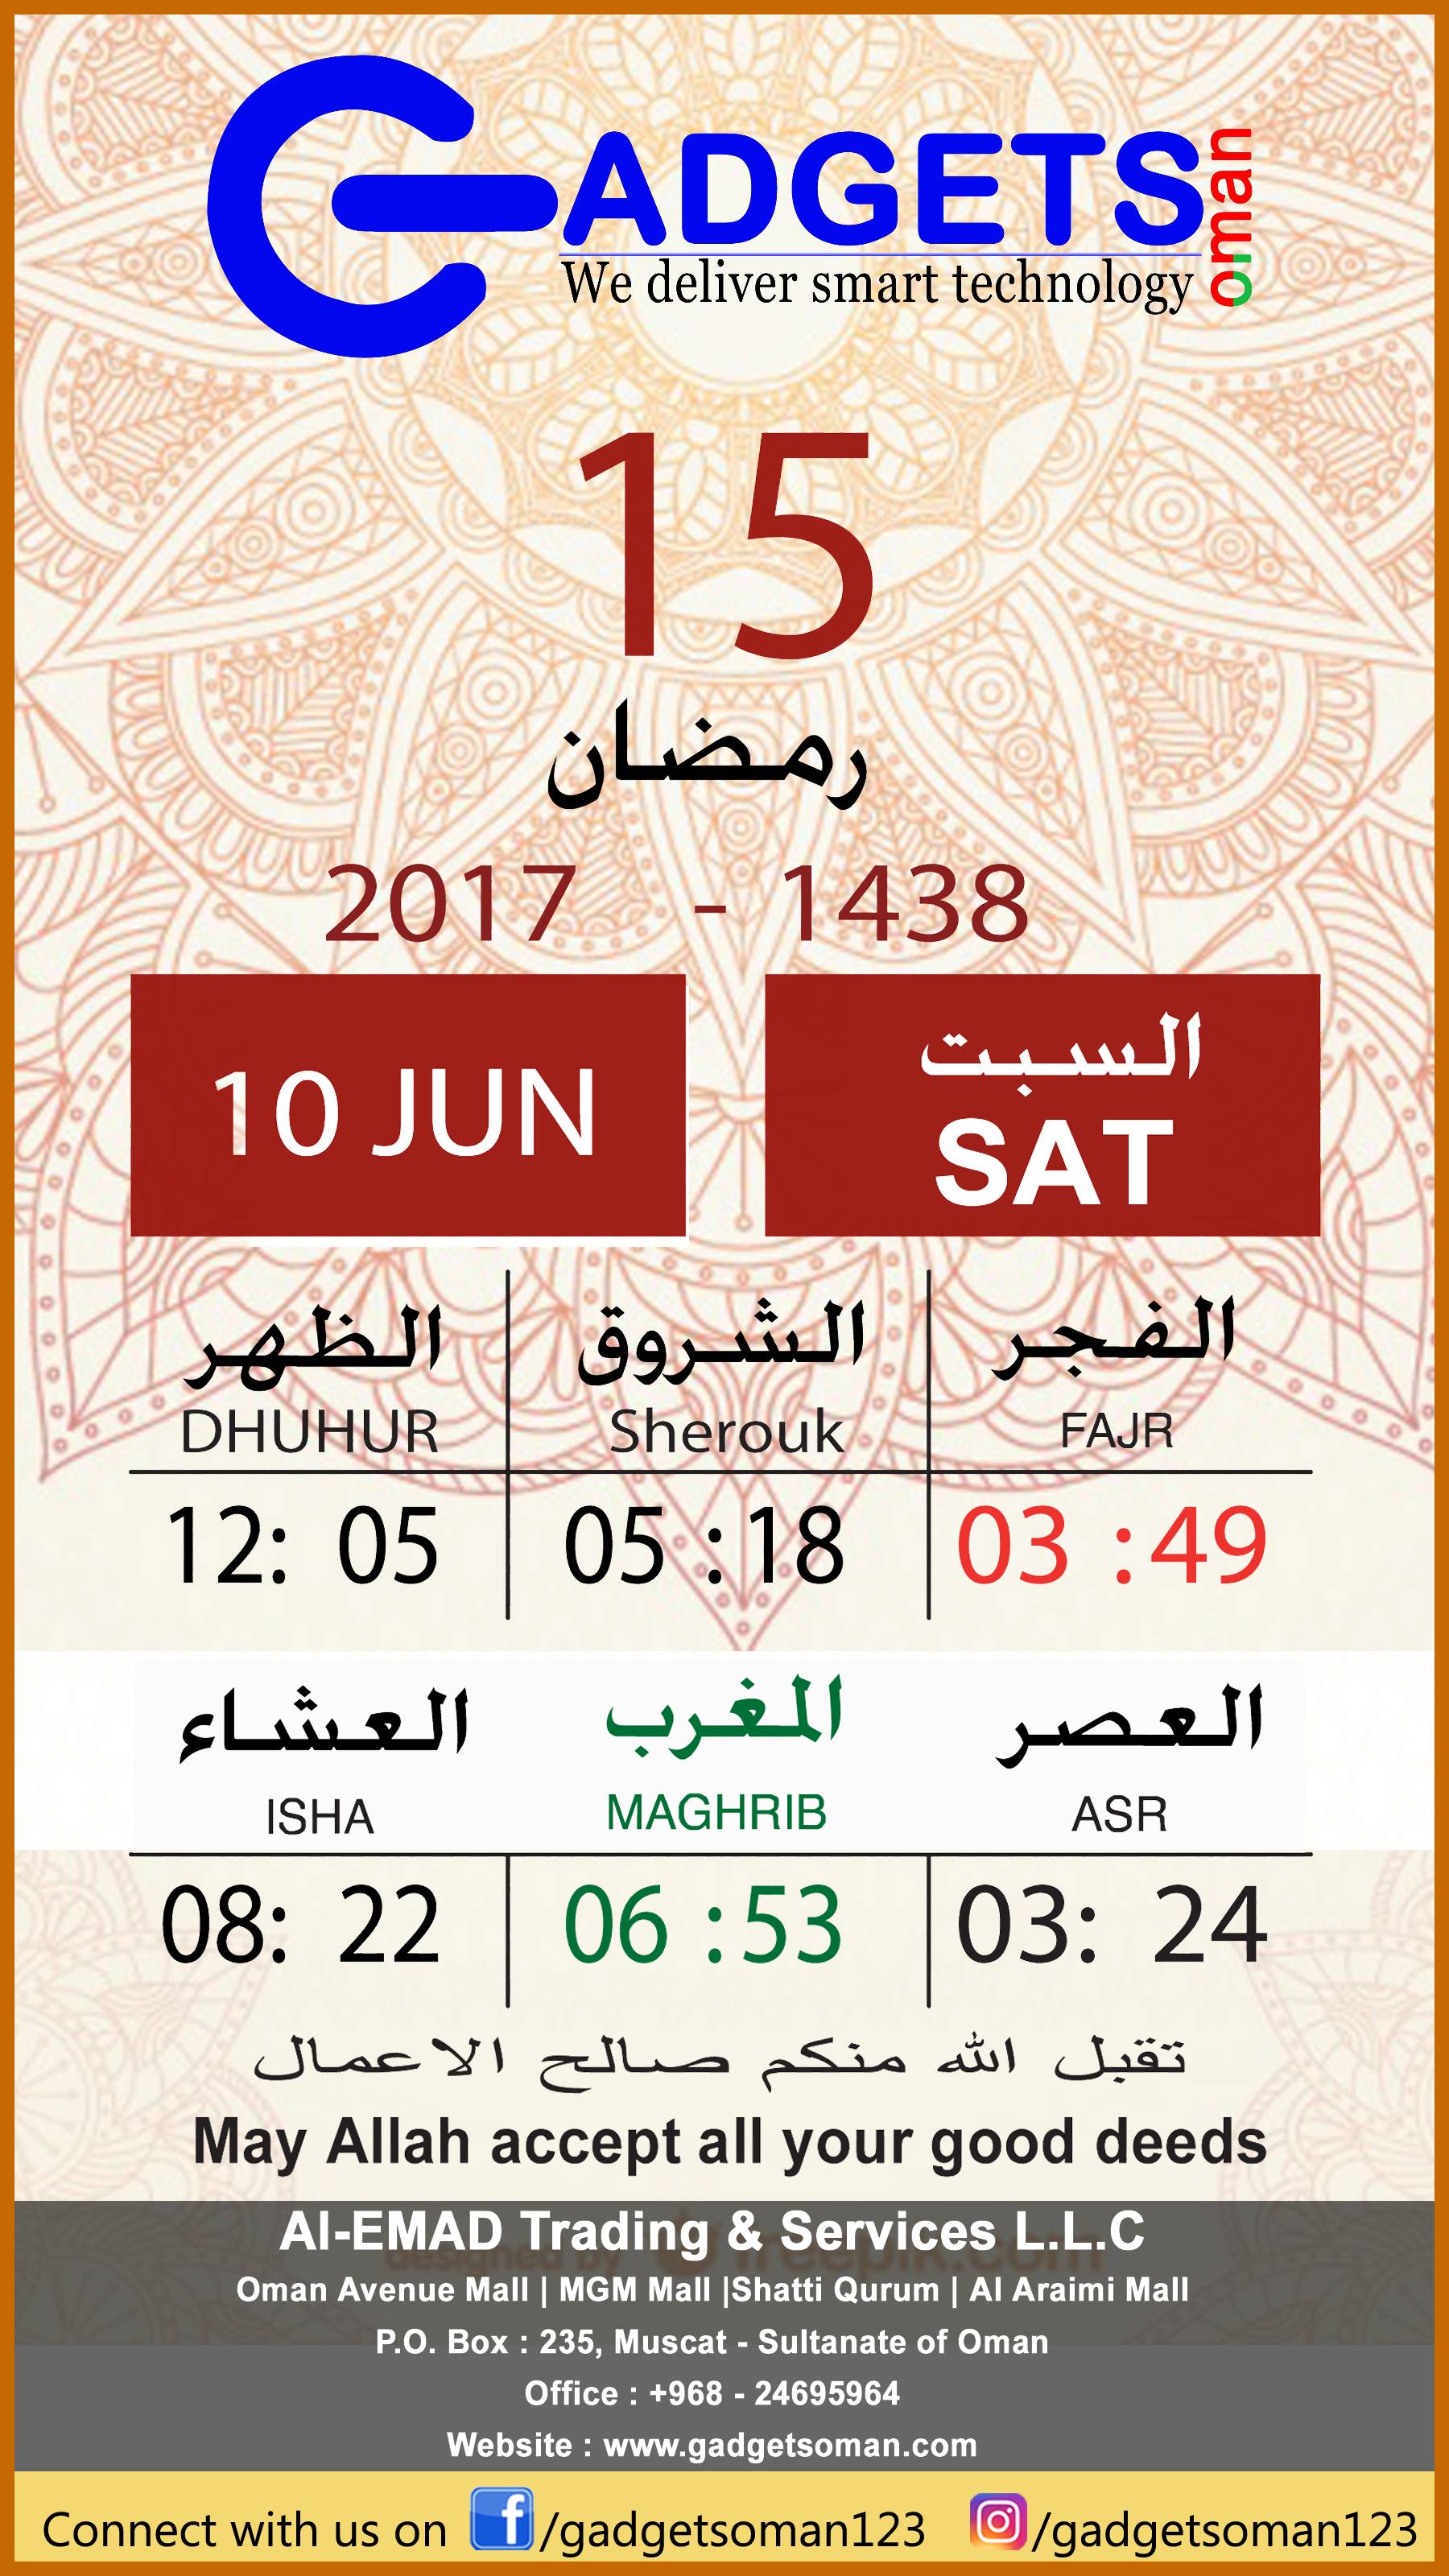 GADGETS oman
We deliver smart technology
15
رمضان
2017 - 1438
10 JUN
السبت
SAT
الظهر الشروق الفجر
DHUHUR Sherouk FAJR
12: 05 05 :18 03 :49
العشاء المغرب العصر
ISHA MAGHRIB ASR
08: 22 06 :53 03: 24
تقبل الله منكم صالح الاعمال
May Allah accept all your good deeds
Al-EMAD Trading & Services L.L.C
designed by freepik.com
Oman Avenue Mall | MGM Mall |Shatti Qurum | Al Araimi Mall
P.O. Box : 235, Muscat - Sultanate of Oman
Office : +968 - 24695964
Website : www.gadgetsoman.com
Connect with us on f/gadgetsoman123 /gadgetsoman123